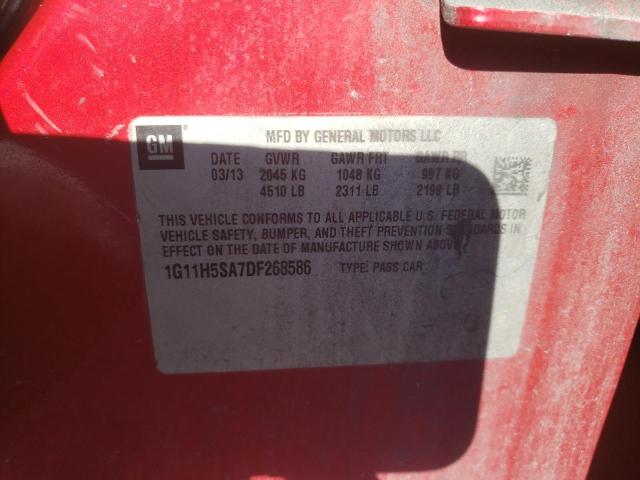 GM
MFD BY GENERAL MOTORS LLC
DATE GVWR GAWR FRT GAWR RR
03/13 2045 KG 1048 KG 997 KG
4510 LB 2311 LB 2199 LB
THIS VEHICLE CONFORMS TO ALL APPLICABLE U.S. FEDERAL MOTOR
VEHICLE SAFETY, BUMPER, AND THEFT PREVENTION STANDARDS IN
EFFECT ON THE DATE OF MANUFACTURE SHOWN ABOVE.
1G11H5SA7DF268586 TYPE: PASS CAR